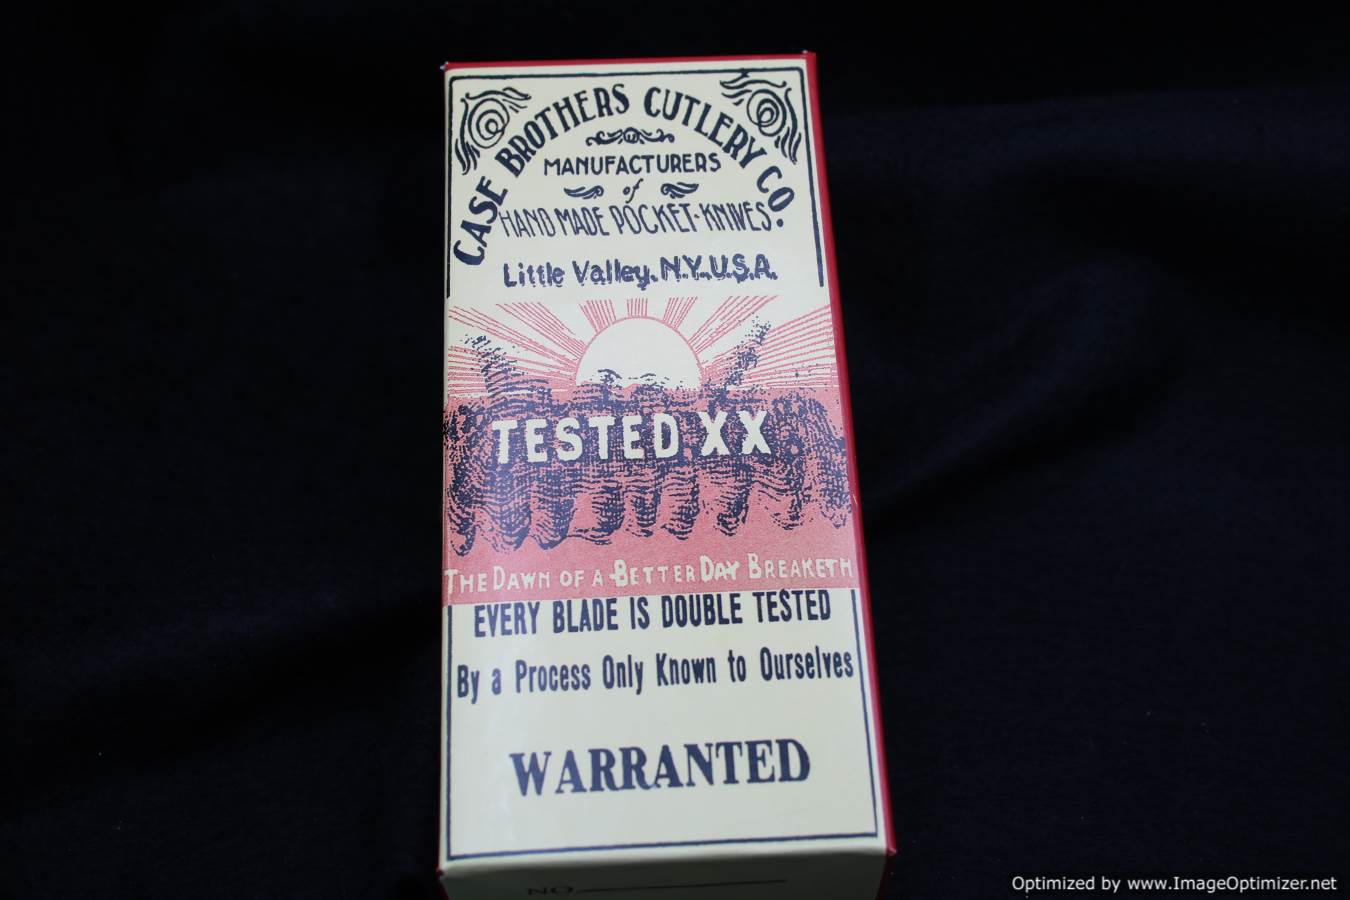 CASE BROTHERS CUTLERY CO.
MANUFACTURERS
of
HAND MADE POCKET-KNIVES
Little Valley. N.Y. U.S.A.
TESTED XX
THE DAWN OF A BETTER DAY BREAKETH
EVERY BLADE IS DOUBLE TESTED
By a Process Only Known to Ourselves
WARRANTED
NO.
Optimized by www.ImageOptimizer.net